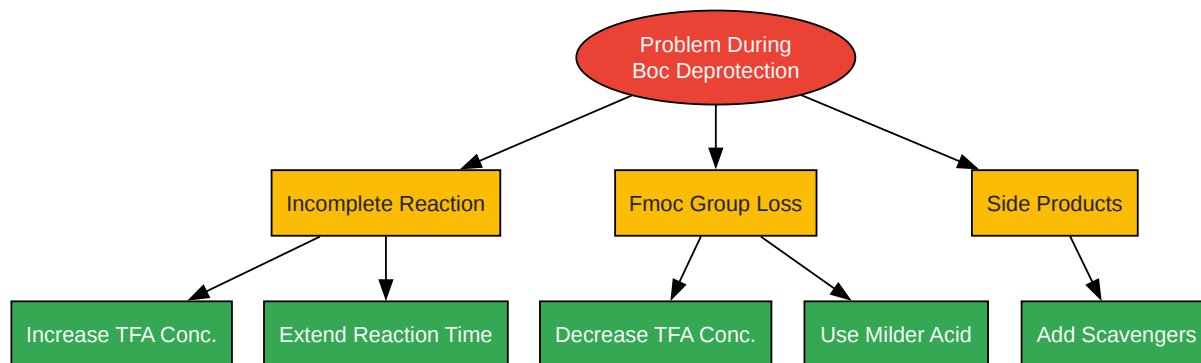 Problem During
Boc Deprotection
Incomplete Reaction
Fmoc Group Loss
Side Products
Increase TFA Conc.
Extend Reaction Time
Decrease TFA Conc.
Use Milder Acid
Add Scavengers